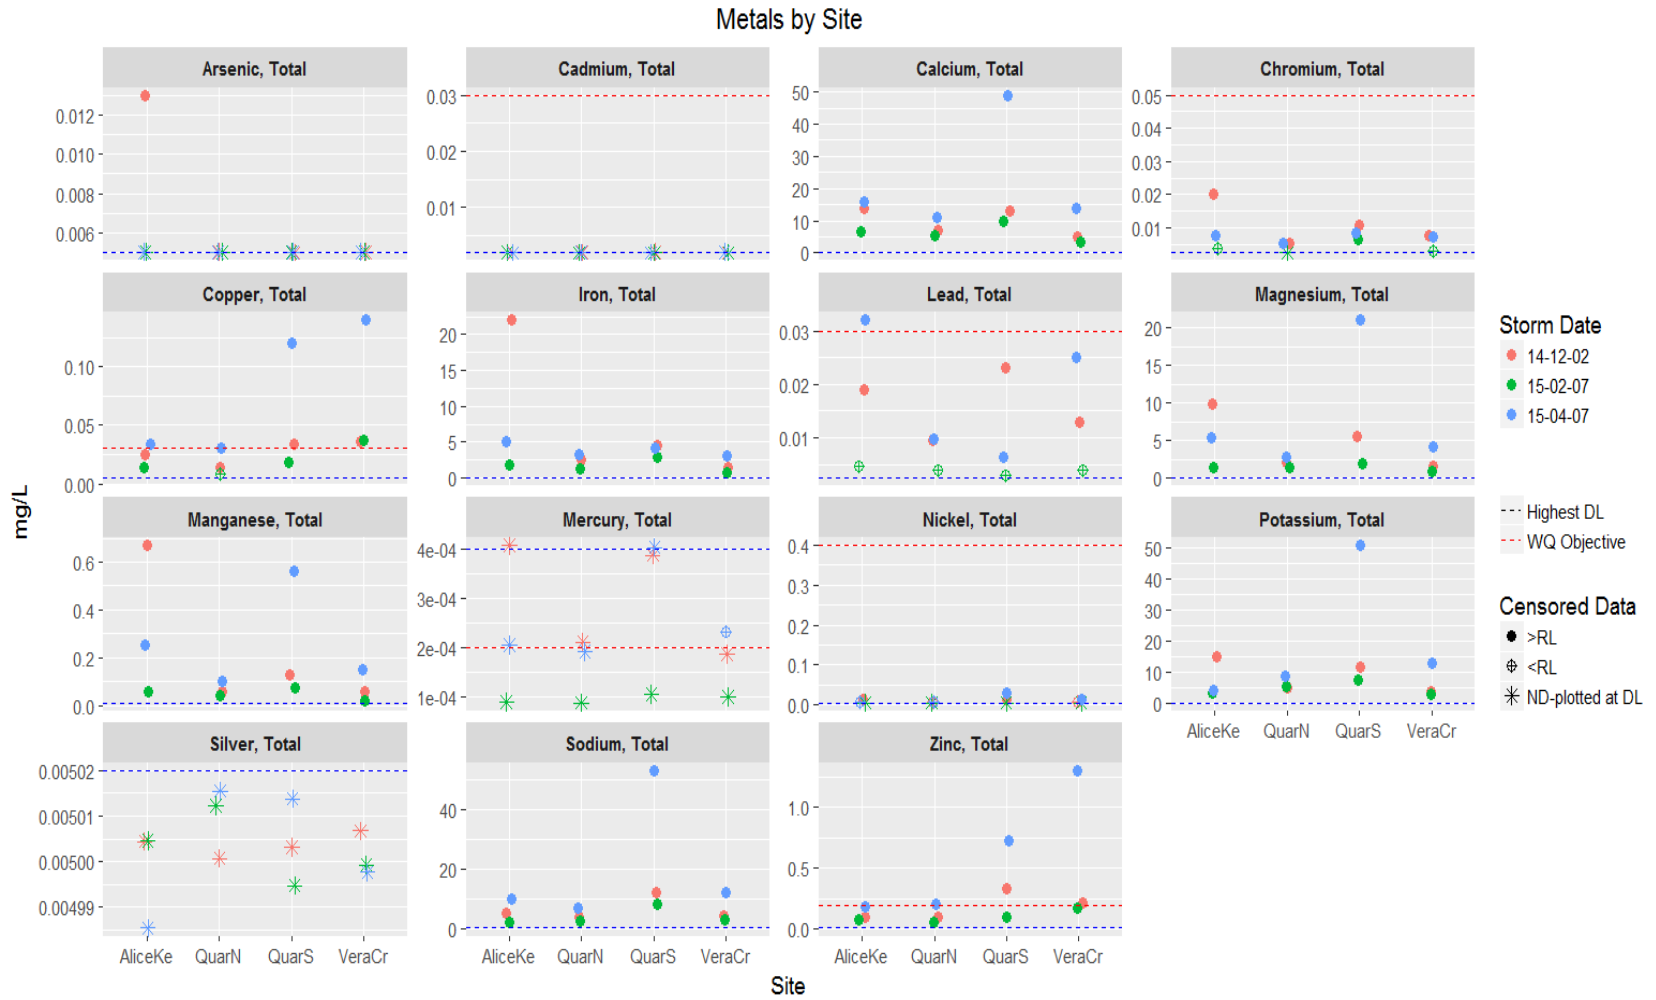 Metals by Site
Arsenic, Total
Cadmium, Total
Calcium, Total
Chromium, Total
0.012
0.010
0.008
0.006
0.03
0.02
0.01
50
40
30
20
10
0
0.05
0.04
0.03
0.02
0.01
Copper, Total
Iron, Total
Lead, Total
Magnesium, Total
0.10
0.05
0.00
20
15
10
5
0
0.03
0.02
0.01
20
15
10
5
0
Manganese, Total
Mercury, Total
Nickel, Total
Potassium, Total
0.6
0.4
0.2
0.0
4e-04
3e-04
2e-04
1e-04
0.4
0.3
0.2
0.1
0.0
50
40
30
20
10
0
AliceKe QuarN QuarS VeraCr
Silver, Total
Sodium, Total
Zinc, Total
0.00502
0.00501
0.00500
0.00499
40
20
0
1.0
0.5
0.0
AliceKe QuarN QuarS VeraCr
AliceKe QuarN QuarS VeraCr
AliceKe QuarN QuarS VeraCr
mg/L
Site
Storm Date
14-12-02
15-02-07
15-04-07
Highest DL
WQ Objective
Censored Data
>RL
<RL
ND-plotted at DL